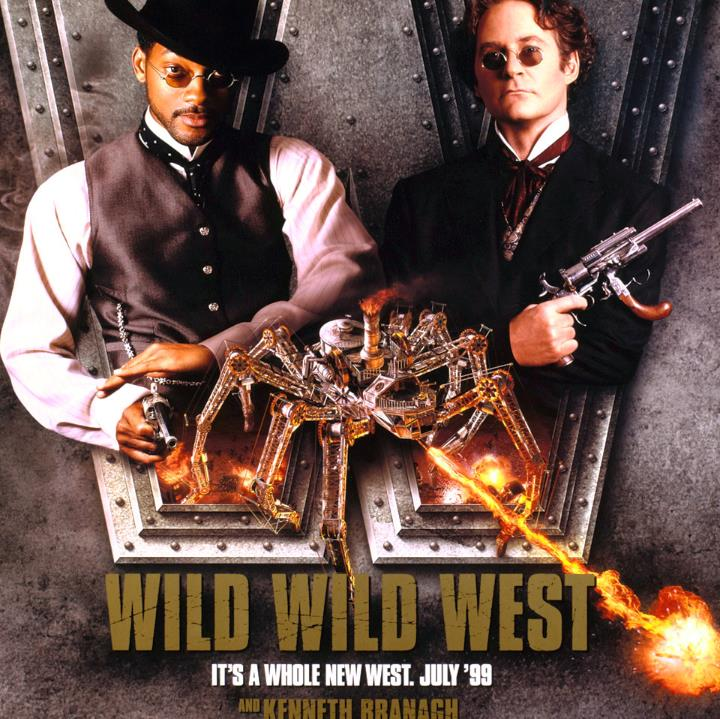 WILD WILD WEST
IT'S A WHOLE NEW WEST. JULY '99
AND KENNETH BRANAGH